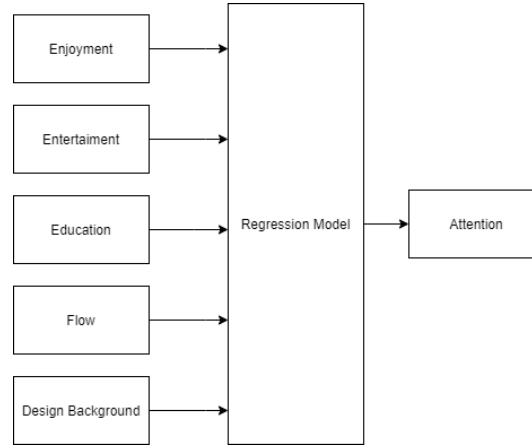 Enjoyment
Entertaiment
Education
Flow
Design Background
Regression Model
Attention